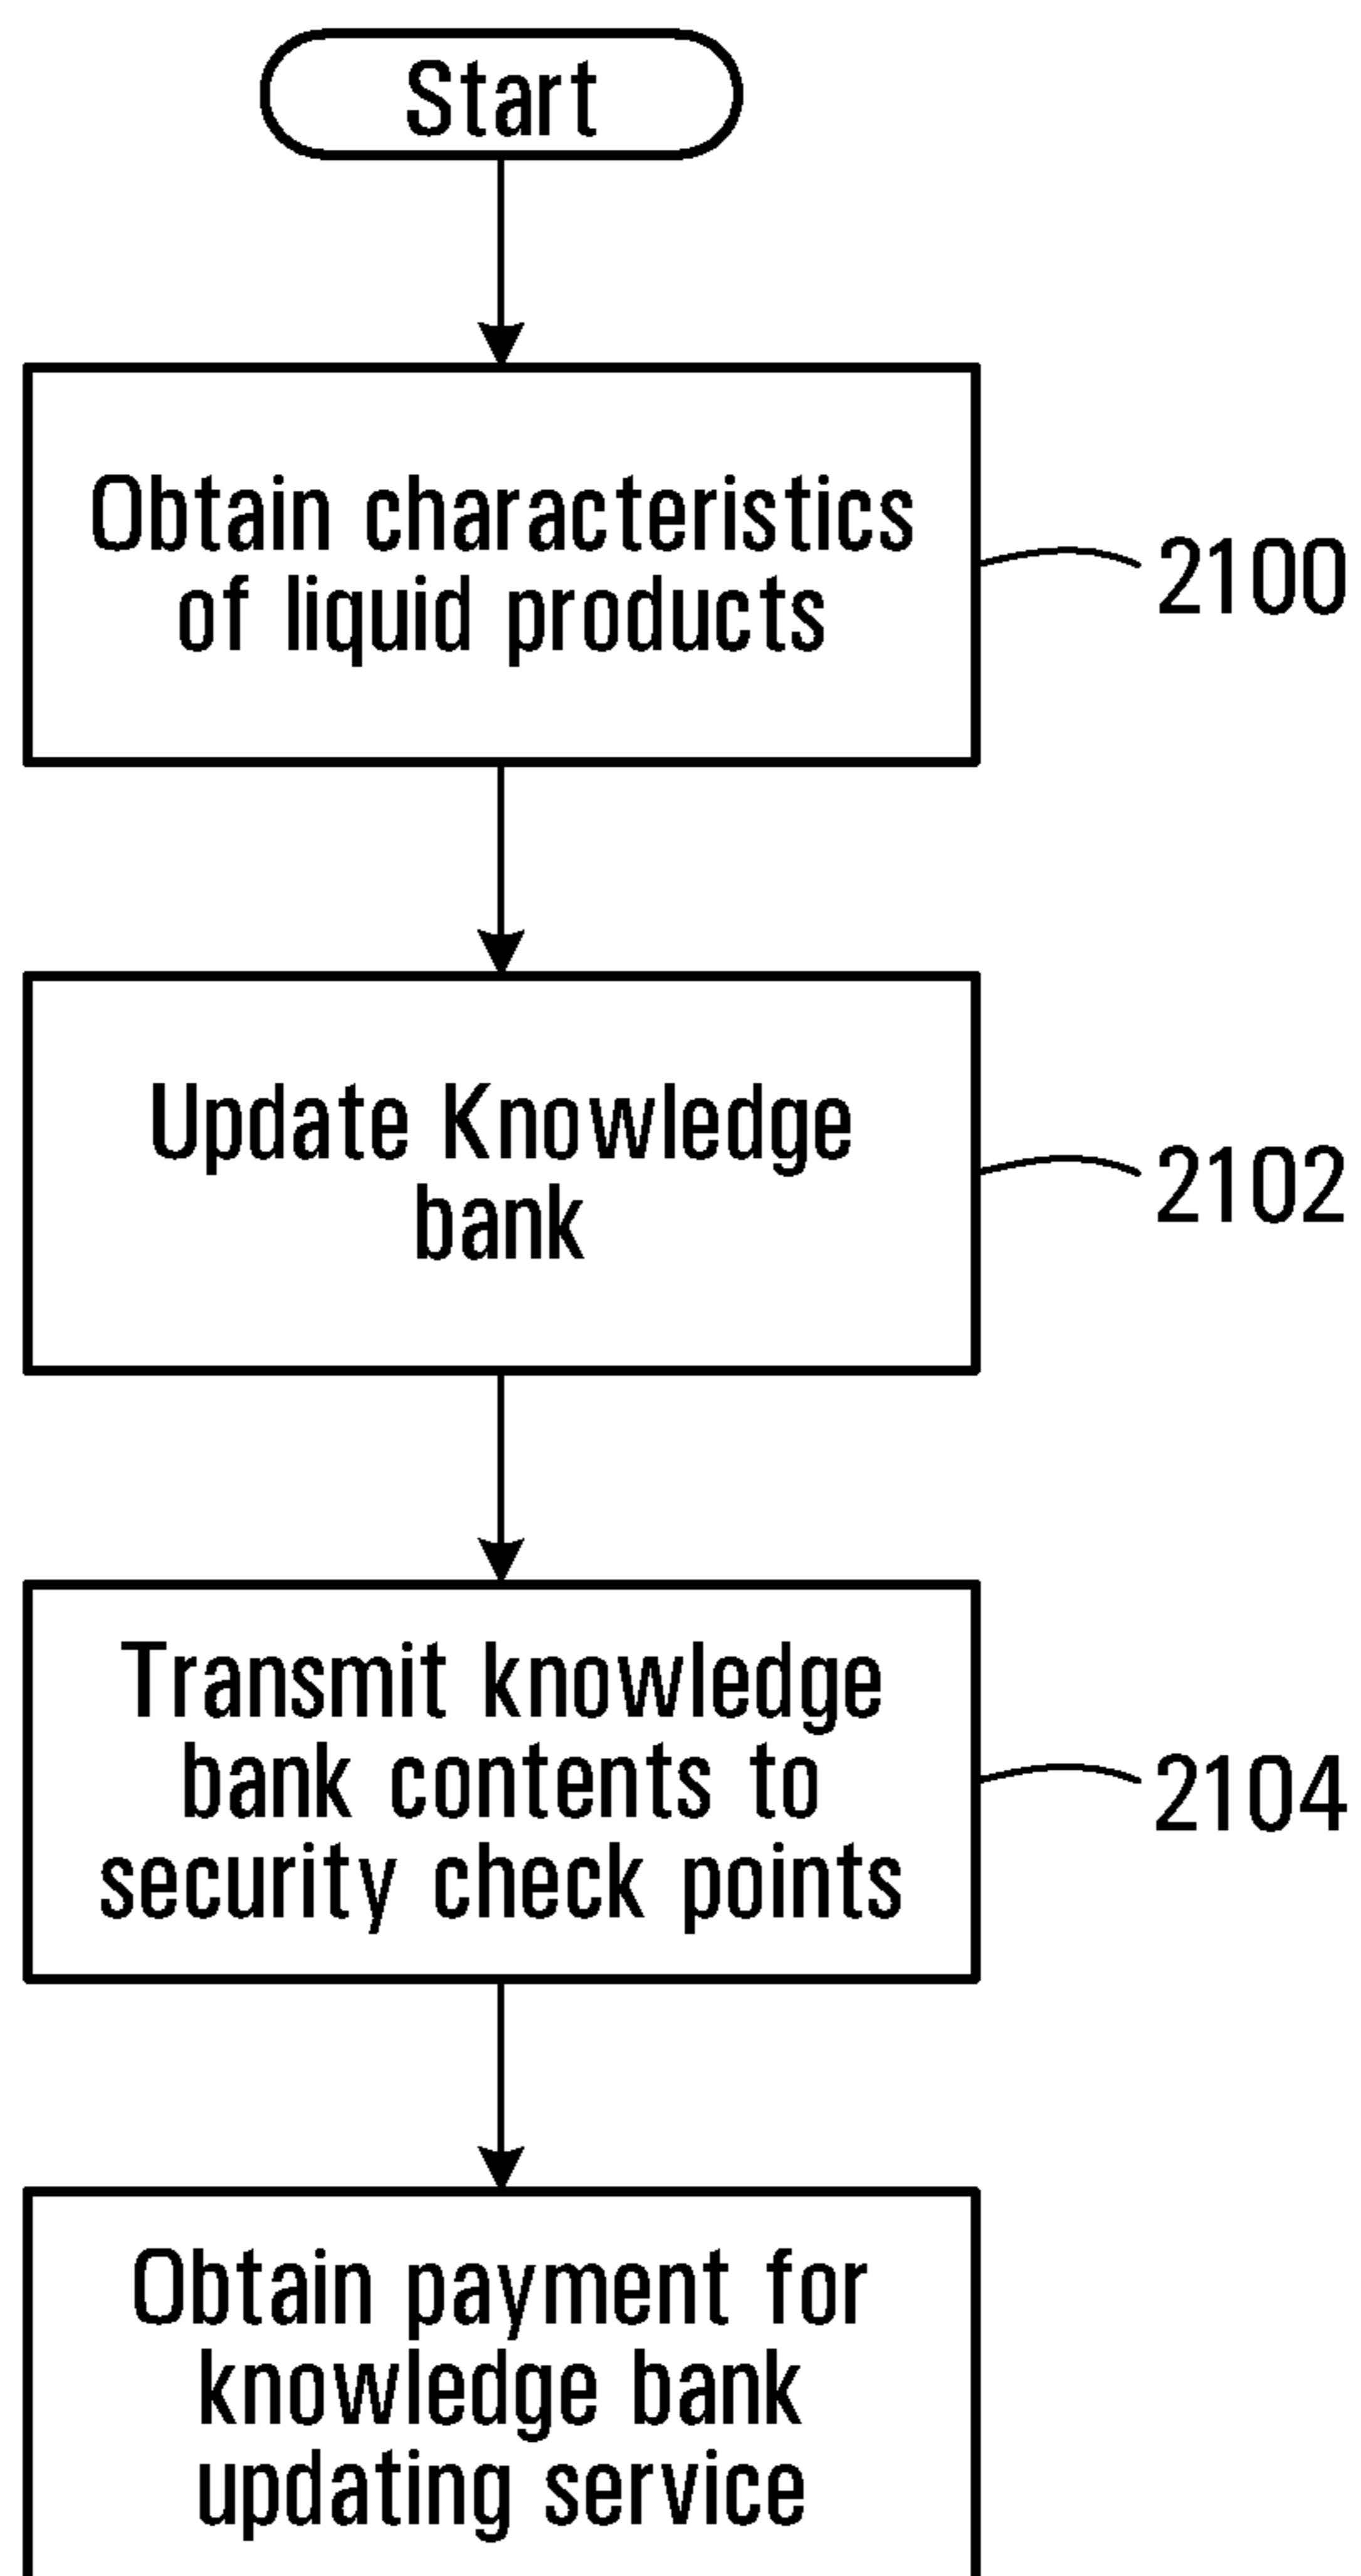 Start
Obtain characteristics
of liquid products
2100
Update Knowledge
bank
2102
Transmit knowledge
bank contents to
security check points
2104
Obtain payment for
knowledge bank
updating service